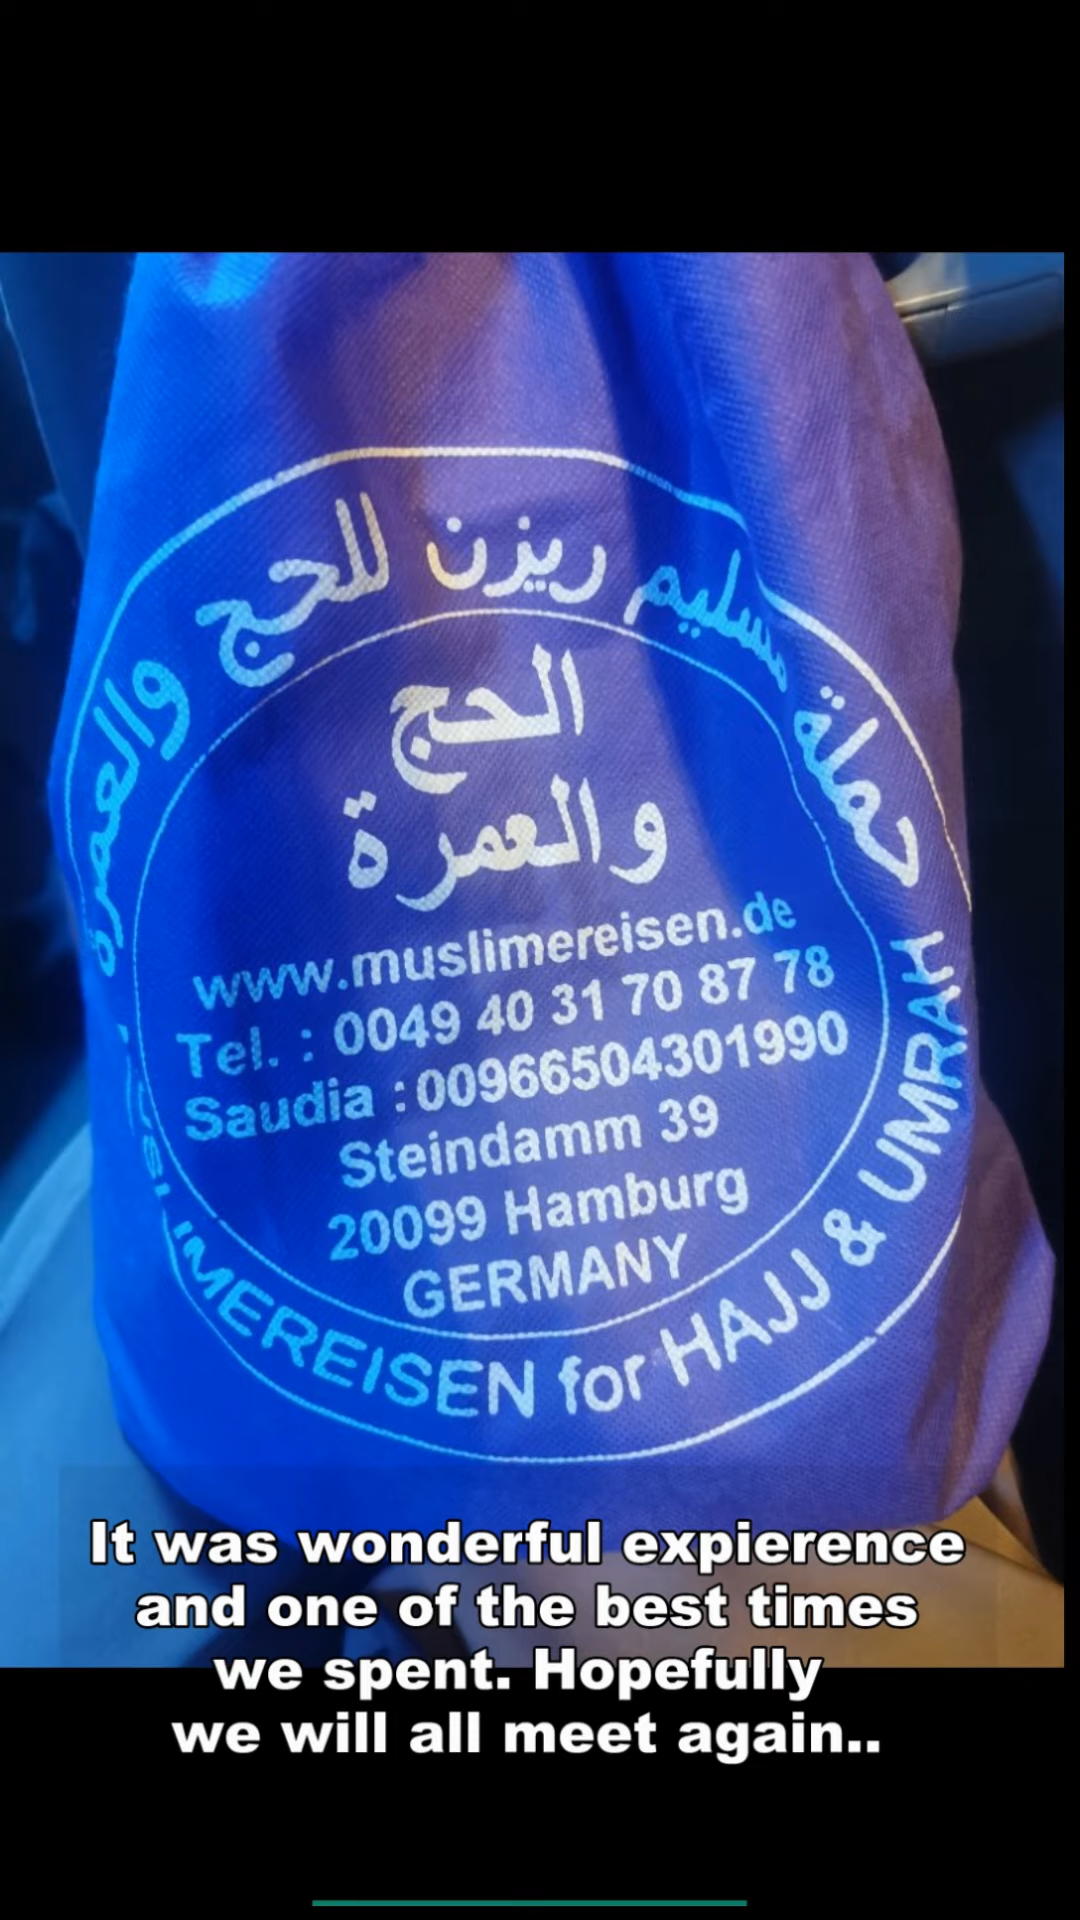 حملة مسليم ريزن للحج والعمرة
الحج
والعمرة
www.muslimereisen.de
Tel. : 0049 40 31 70 87 78
Saudia :00966504301990
Steindamm 39
20099 Hamburg
GERMANY
MUSLIMEREISEN for HAJJ & UMRAH
It was wonderful expierence
and one of the best times
we spent. Hopefully
we will all meet again..